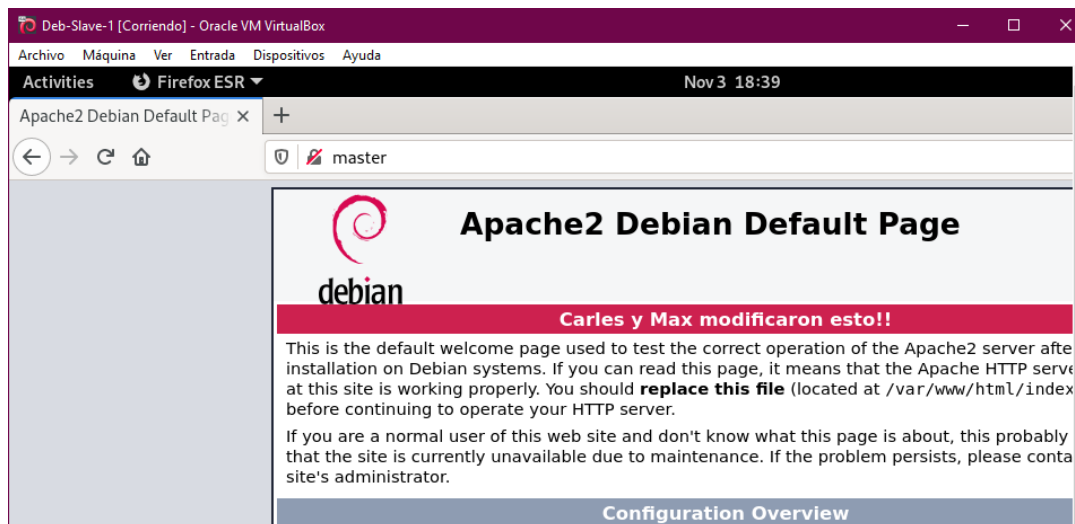 Deb-Slave-1 [Corriendo] - Oracle VM VirtualBox
Archivo Máquina Ver Entrada Dispositivos Ayuda
Activities Firefox ESR Nov 3 18:39
Apache2 Debian Default Pag
master
Apache2 Debian Default Page
debian
Carles y Max modificaron esto!!
This is the default welcome page used to test the correct operation of the Apache2 server afte
installation on Debian systems. If you can read this page, it means that the Apache HTTP serve
at this site is working properly. You should replace this file (located at /var/www/html/index
before continuing to operate your HTTP server.
If you are a normal user of this web site and don't know what this page is about, this probably
that the site is currently unavailable due to maintenance. If the problem persists, please conta
site's administrator.
Configuration Overview